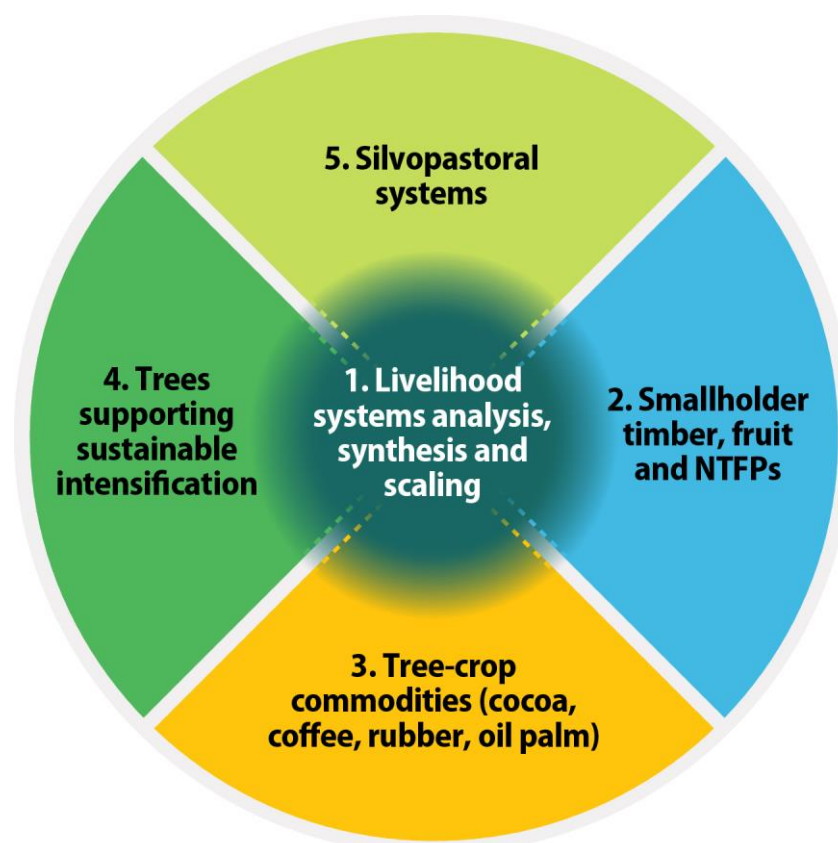 5. Silvopastoral
systems
4. Trees
supporting
sustainable
intensification
1. Livelihood
systems analysis,
synthesis and
scaling
2. Smallholder
timber, fruit
and NTFPs
3. Tree-crop
commodities (cocoa,
coffee, rubber, oil palm)